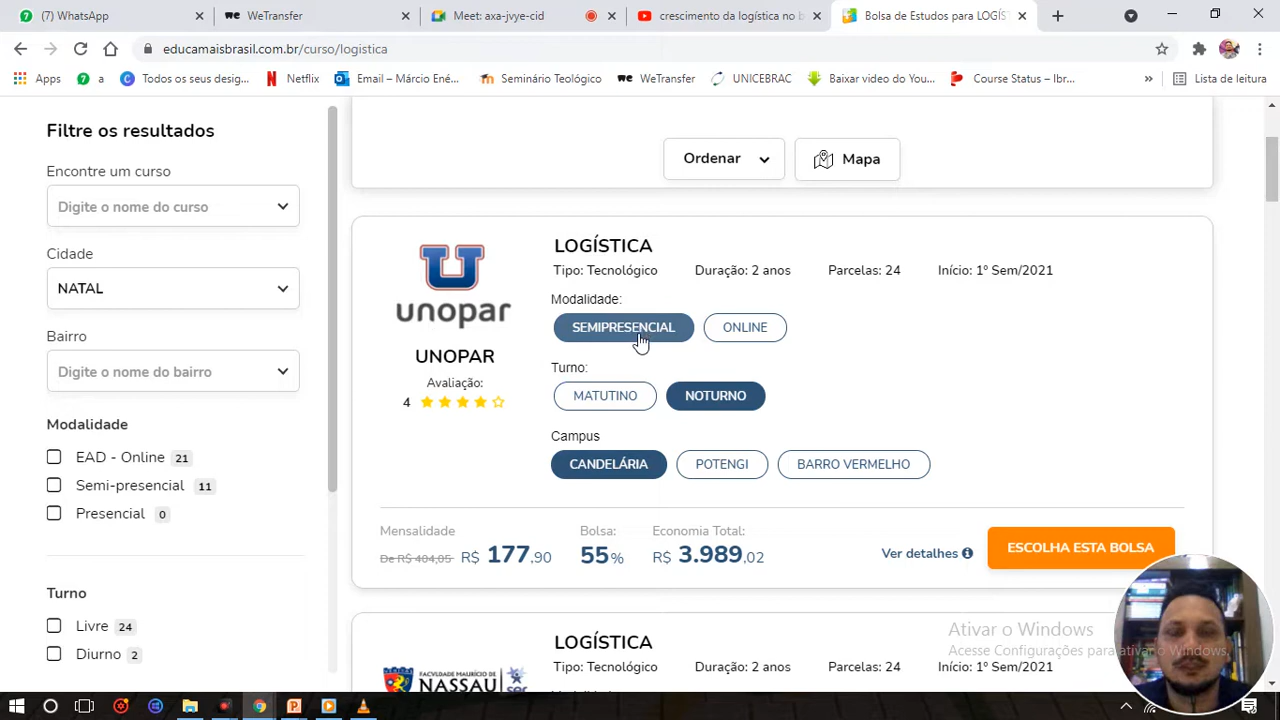 WhatsApp
WeTransfer
Meet: axa-jvye-cid
crescimento da logística no b
Bolsa de Estudos para LOGÍST
educamaisbrasil.com.br/curso/logistica
Apps
a
Todos os seus desig...
Netflix
Email – Márcio Ené...
Seminário Teológico
WeTransfer
UNICEBRAC
Baixar video do You...
Course Status – Ibr...
»
Lista de leitura
Filtre os resultados
Encontre um curso
Digite o nome do curso
Cidade
NATAL
Bairro
Digite o nome do bairro
Modalidade
EAD - Online 21
Semi-presencial 11
Presencial 0
Turno
Livre 24
Diurno 2
Ordenar
Mapa
unopar
UNOPAR
Avaliação:
4
LOGÍSTICA
Tipo: Tecnológico Duração: 2 anos Parcelas: 24 Início: 1º Sem/2021
Modalidade:
SEMIPRESENCIAL ONLINE
Turno:
MATUTINO NOTURNO
Campus
CANDELÁRIA POTENGI BARRO VERMELHO
Mensalidade Bolsa: Economia Total:
De R$ 404,05 R$ 177,90 55% R$ 3.989,02 Ver detalhes
ESCOLHA ESTA BOLSA
LOGÍSTICA
Tipo: Tecnológico Duração: 2 anos Parcelas: 24 Início: 1º Sem/2021
FACULDADE MAURÍCIO DE
NASSAU
ser
Ativar o Windows
Acesse Configurações para ativar o Windows.